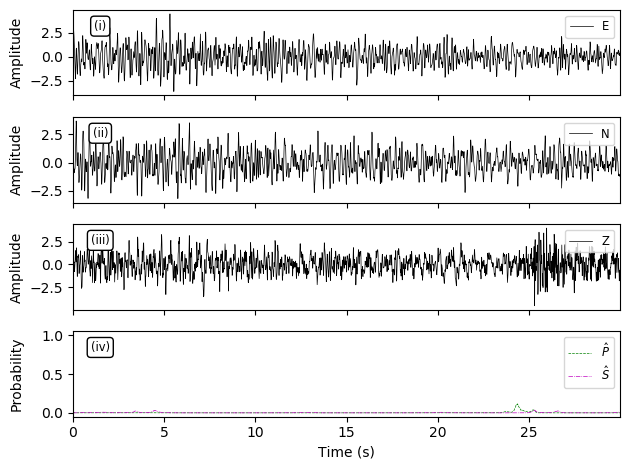 (i)
E
Amplitude
2.5
0.0
−2.5
(ii)
N
Amplitude
2.5
0.0
−2.5
(iii)
Z
Amplitude
2.5
0.0
−2.5
(iv)
P̂
Ŝ
Probability
1.0
0.5
0.0
0 5 10 15 20 25
Time (s)